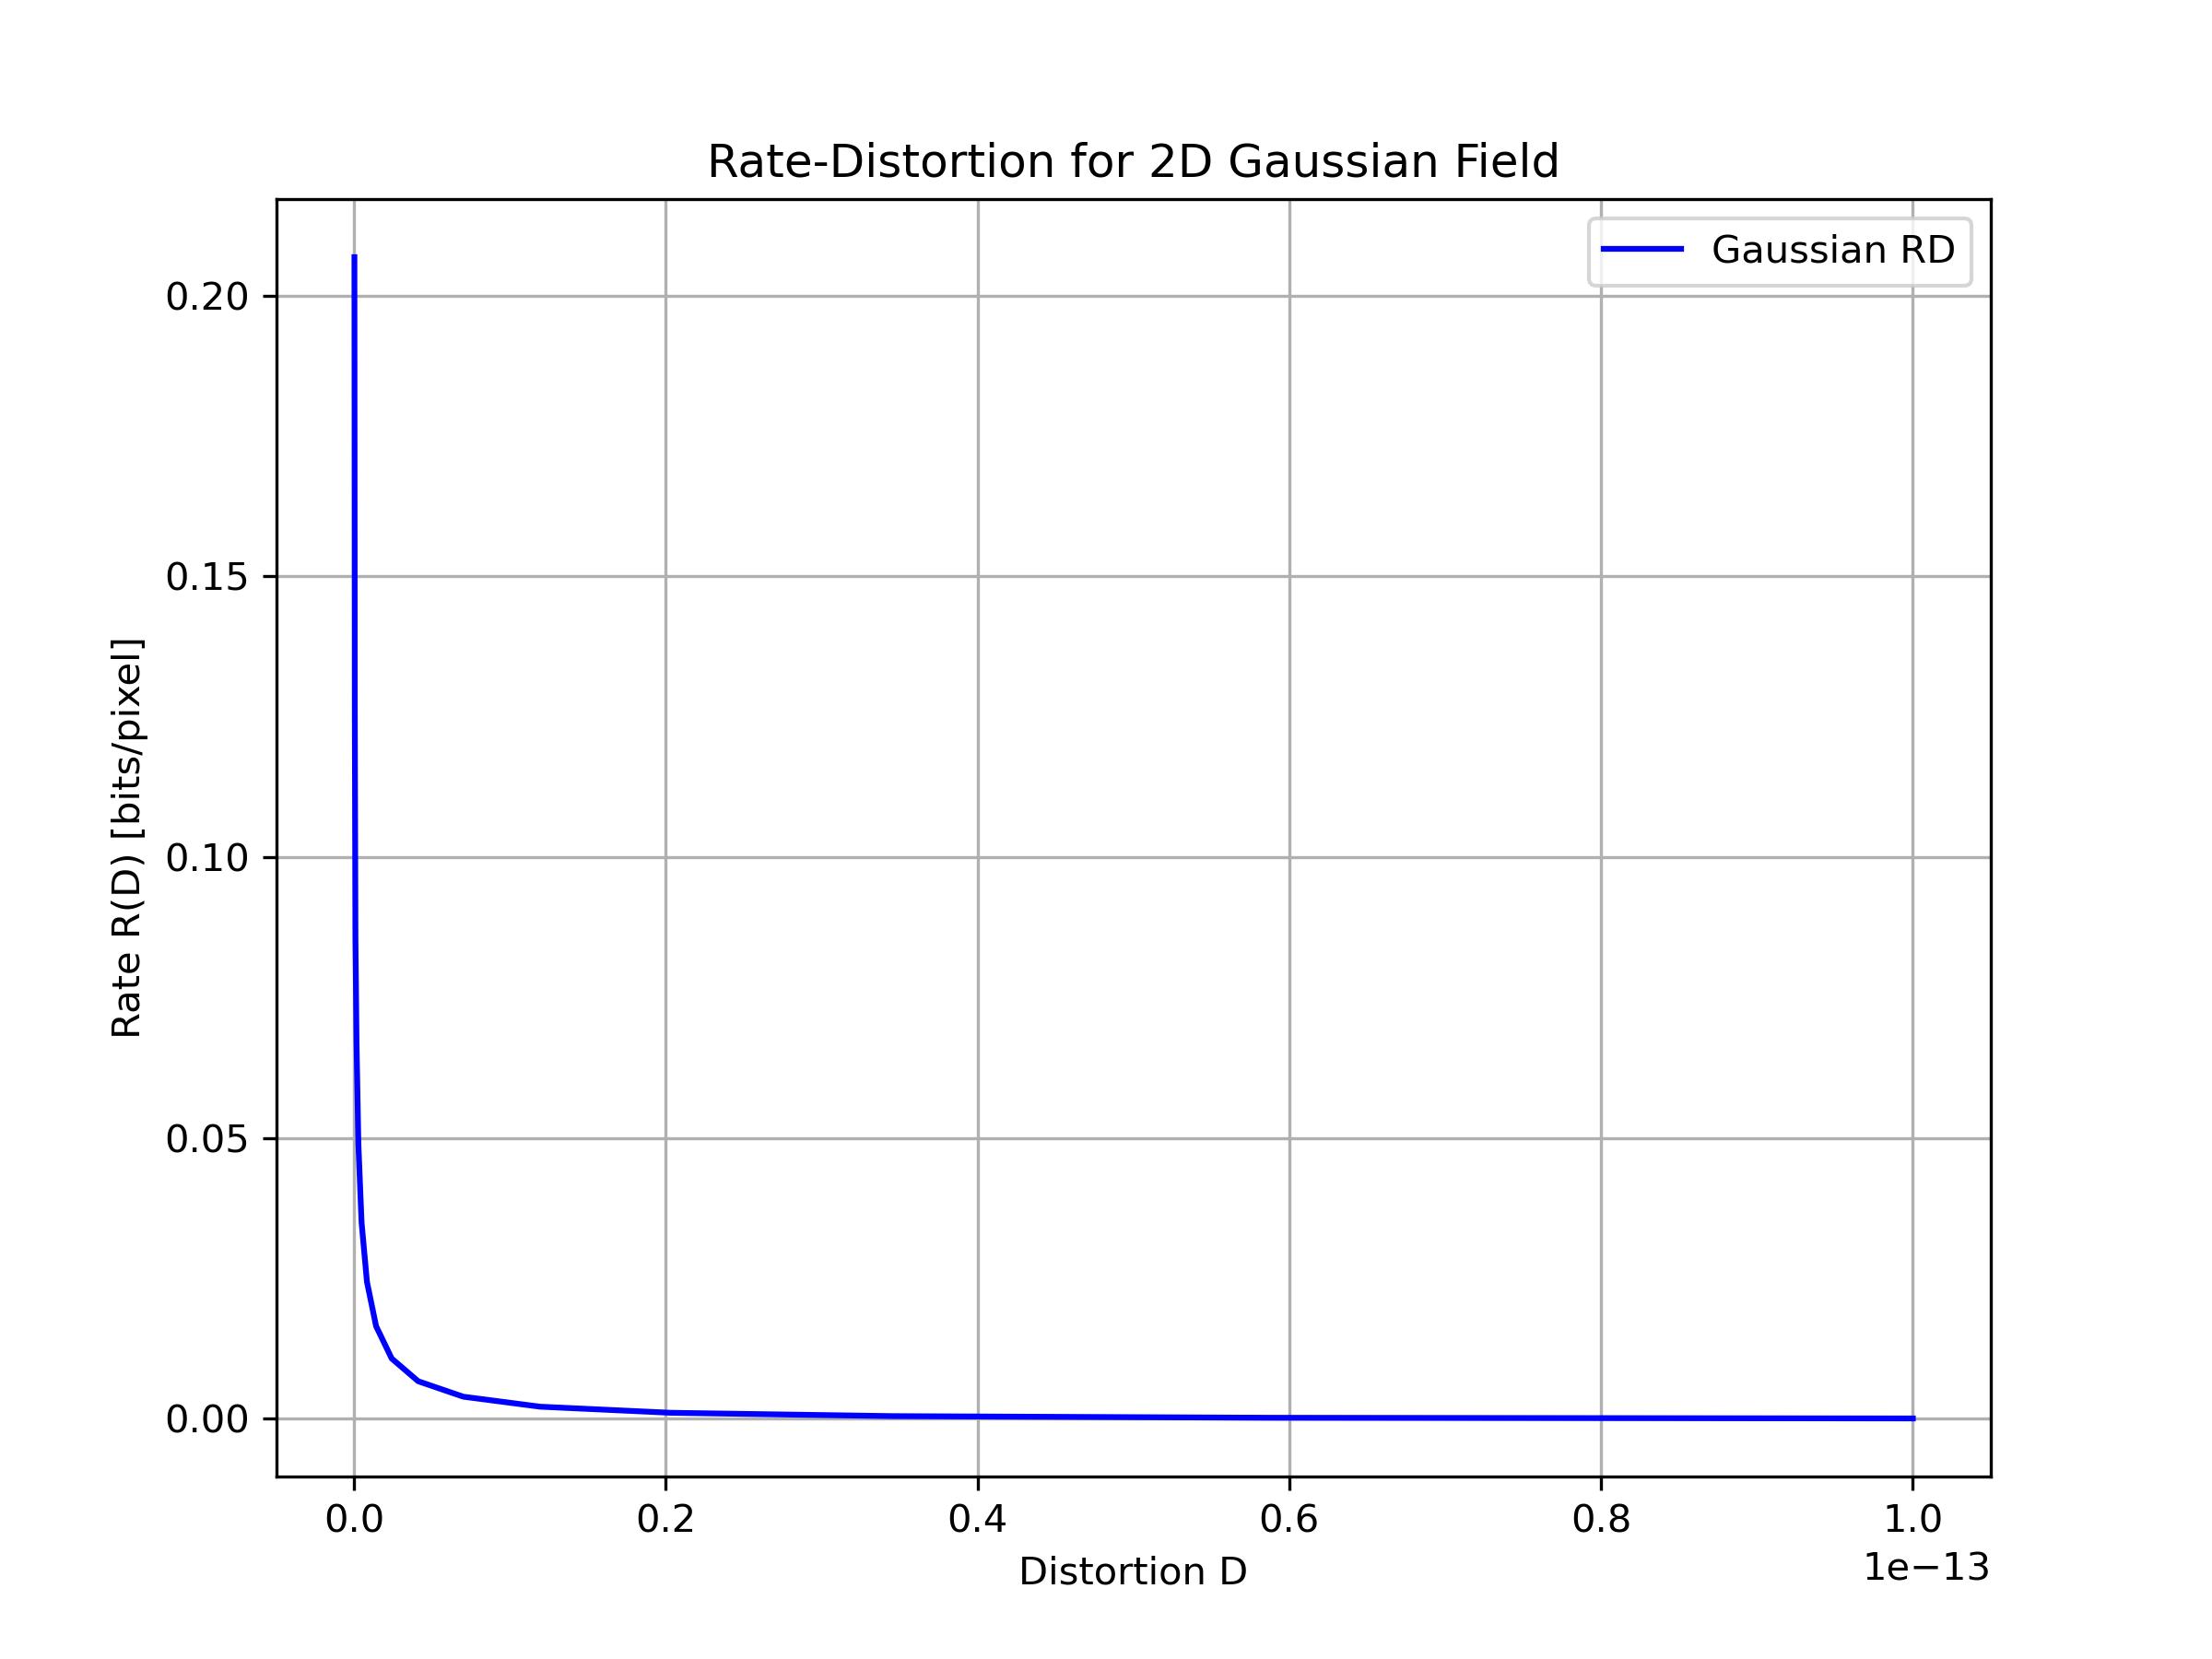 Rate-Distortion for 2D Gaussian Field
Gaussian RD
Rate R(D) [bits/pixel]
0.20
0.15
0.10
0.05
0.00
0.0 0.2 0.4 0.6 0.8 1.0
Distortion D
1e−13